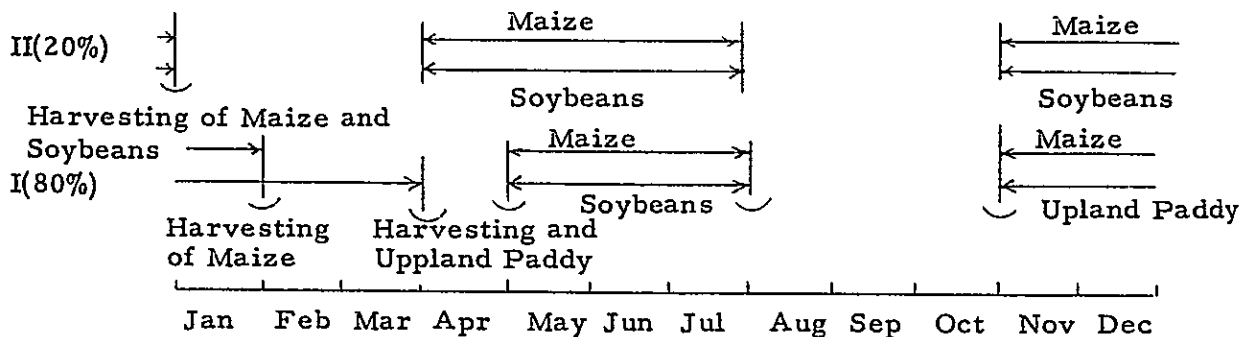 Maize Maize
II(20%)
Soybeans Soybeans
Harvesting of Maize and
Soybeans Maize Maize
I(80%)
Soybeans Upland Paddy
Harvesting Harvesting and
of Maize Uppland Paddy
Jan Feb Mar Apr May Jun Jul Aug Sep Oct Nov Dec